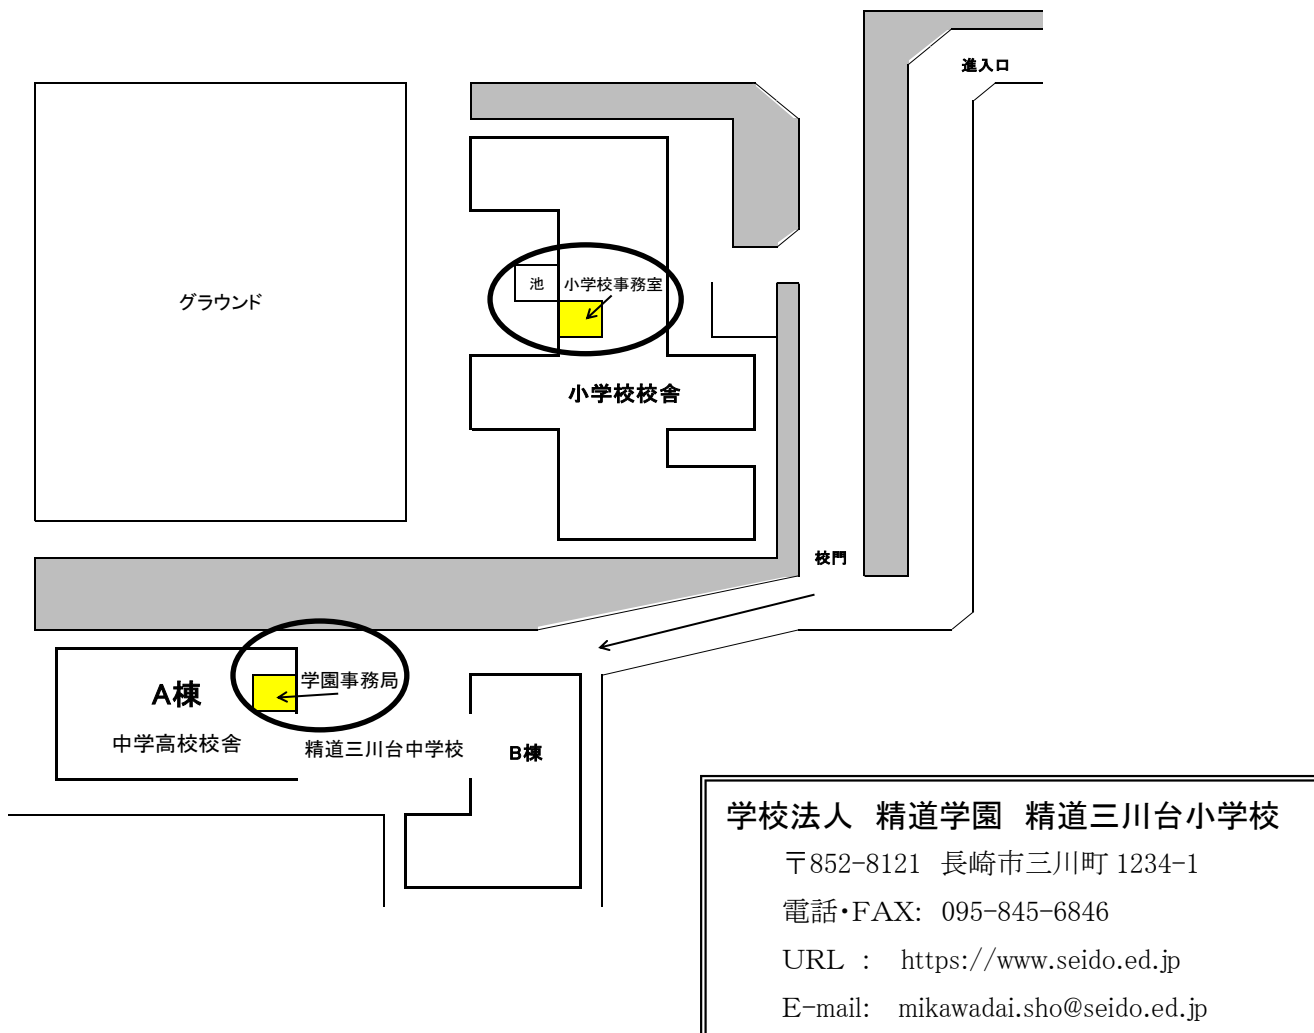 進入口
グラウンド
池
小学校事務室
小学校校舎
校門
学園事務局
A棟
中学高校校舎
精道三川台中学校
B棟
学校法人 精道学園 精道三川台小学校
〒852-8121 長崎市三川町 1234-1
電話・FAX: 095-845-6846
URL : https://www.seido.ed.jp
E-mail: mikawadai.sho@seido.ed.jp